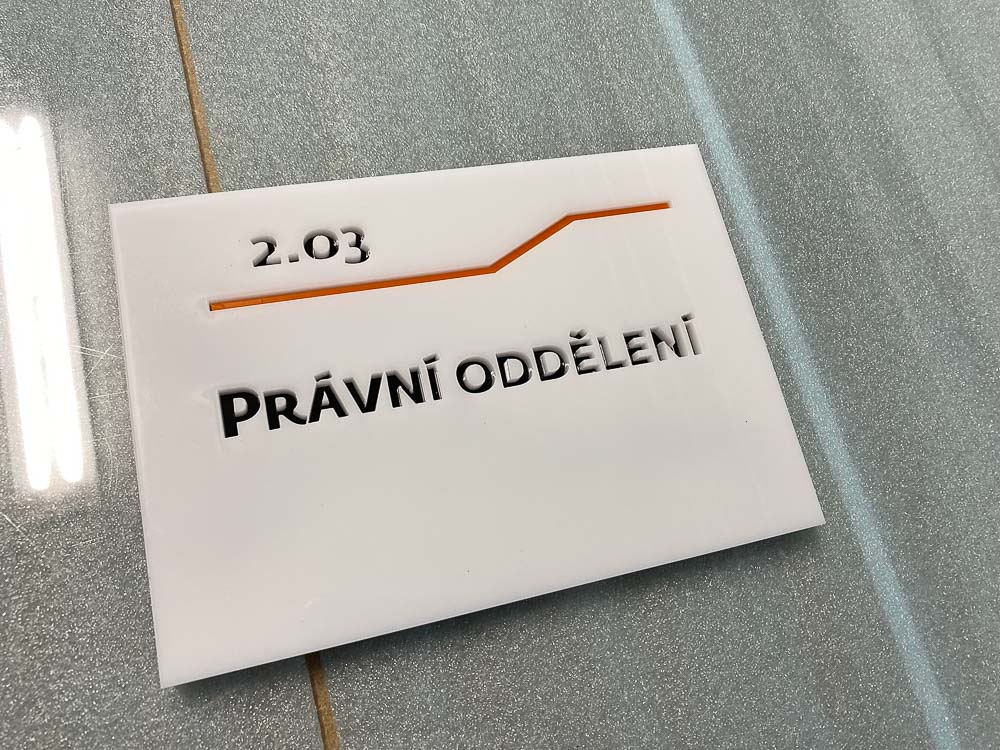 2.03
PRÁVNÍ ODDĚLENÍ